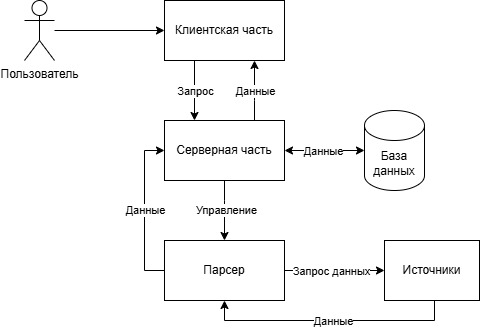 Клиентская часть
Пользователь
Запрос
Данные
Серверная часть
Данные
База
данных
Данные
Управление
Парсер
Запрос данных
Источники
Данные